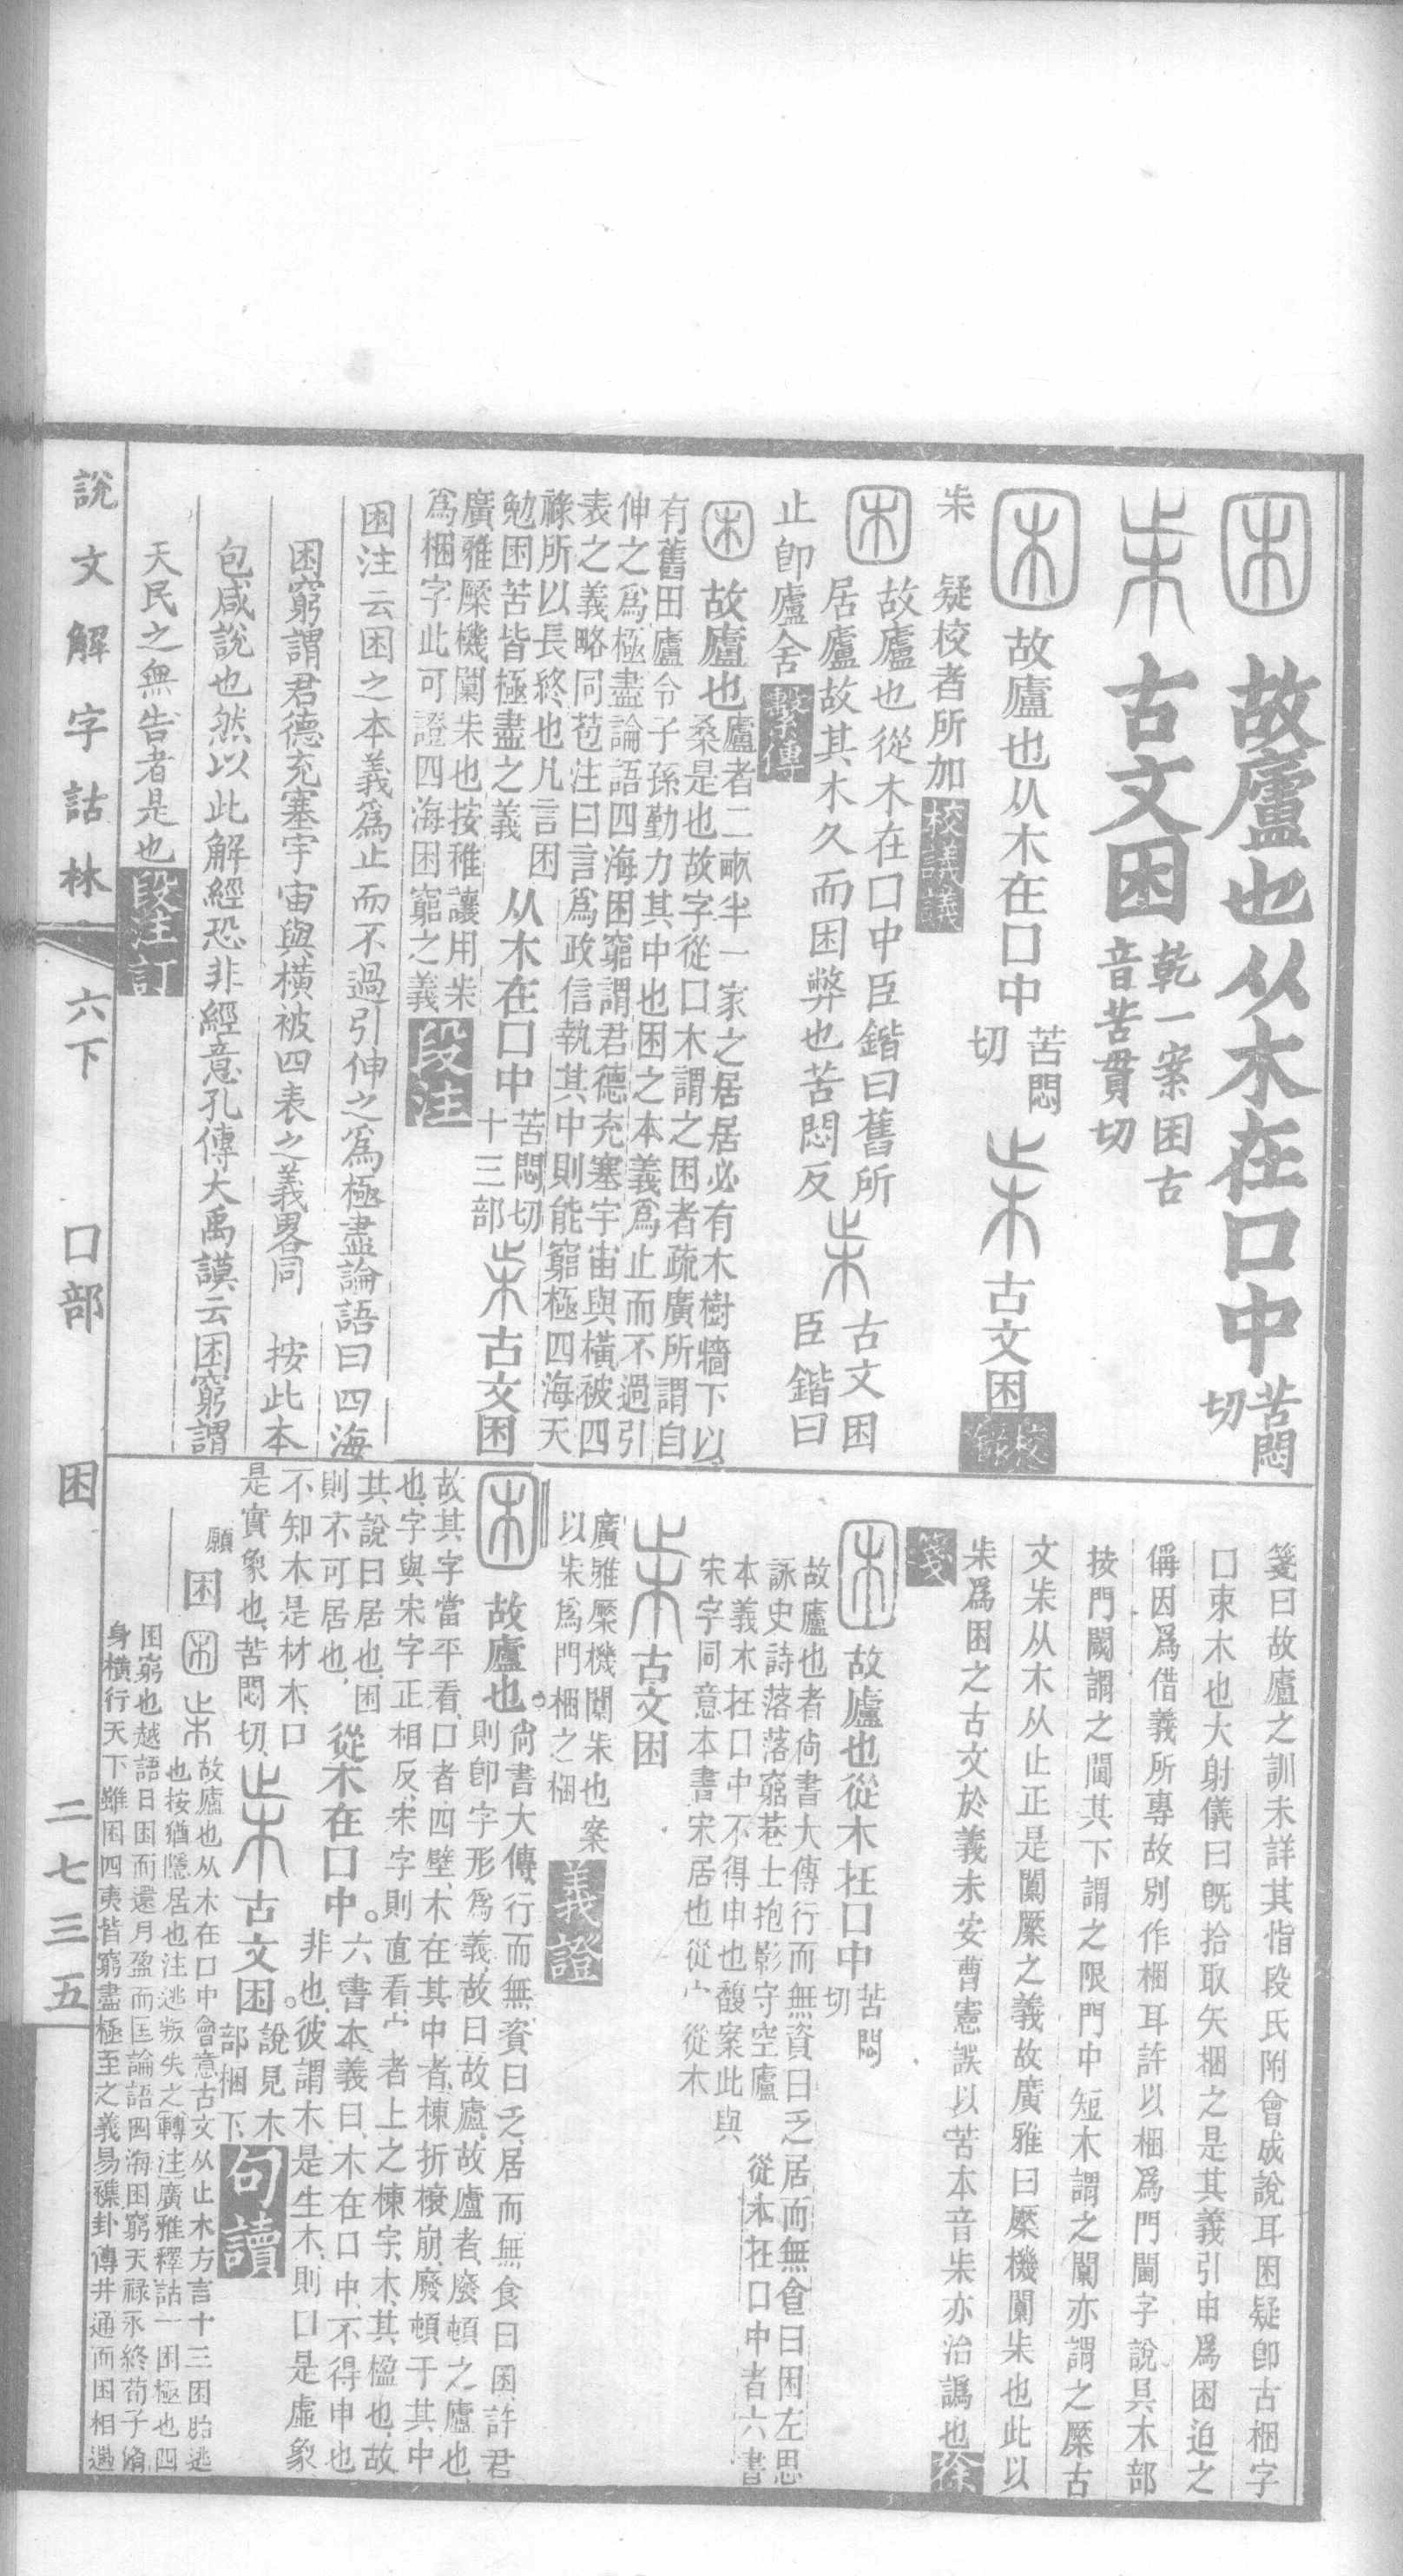 故廬也从木在囗中苦悶切
𣎴古文困乾一案困古音苦貫切
故廬也从木在囗中苦悶切
古文困
校錄
朱疑校者所加
校議議
故廬也從木在囗中臣鍇曰舊所
居廬故其木久而困弊也苦悶反
古文困臣鍇曰
止卽廬舍
繫傳
故廬也
廬者二畝半一家之居居必有木樹牆下以
桑是也故字從囗木謂之困者疏廣所謂自
有舊田廬令子孫勤力其中也困之本義爲止而不過引
伸之爲極盡論語四海困窮謂君德充塞宇宙與橫被四
表之義略同苞注曰言爲政信執其中則能窮極四海天
祿所以長終也凡言困
勉困苦皆極盡之義
从木在囗中
苦悶切
十三部
古文困
廣雅橜機闑朱也按稚讓用朱
爲梱字此可證四海困窮之義
段注
困注云困之本義爲止而不過引伸之爲極盡論語曰四海
困窮謂君德充塞宇宙與橫被四表之義畧同 按此本
包咸說也然以此解經恐非經意孔傳大禹謨云困窮謂
天民之無告者是也
段注訂
箋曰故廬之訓未詳其恉段氏附會成說耳困疑卽古梱字
囗束木也大射儀曰旣拾取矢梱之是其義引申爲困迫之
偁因爲借義所專故別作梱耳許以梱爲門閫字說具木部
按門閾謂之閫其下謂之限門中短木謂之闑亦謂之橜古
文朱从木从止正是闑橜之義故廣雅曰橜機闑朱也此以
朱爲困之古文於義未安曹憲誤以苦本音朱亦治譌也
徐箋
故廬也從木在囗中
苦悶切
故廬也者尙書大傳行而無資曰乏居而無食曰困左思
詠史詩落落窮巷士抱影守空廬
從木在囗中者六書
本義木在囗中不得申也馥案此與
宋字同意本書宋居也從宀從木
古文困
廣雅橜機闑朱也案
以朱爲門梱之梱
義證
故廬也
尙書大傳行而無資曰乏居而無食曰困許君
則卽字形爲義故曰故廬故廬者廢頓之廬也
故其字當平看囗者四壁木在其中者棟折榱崩廢頓于其中
也字與宋字正相反宋字則直看宀者上之棟宇木其楹也故
其說曰居也困
則不可居也
從木在囗中
六書本義曰木在囗中不得申也
非也彼謂木是生木則囗是虛象
不知木是材木囗
是實象也苦悶切
古文困
說見木
部梱下
句讀
困
願
故廬也从木在囗中會意古文从止木方言十三困胎逃
也按猶隱居也注逃叛失之轉注廣雅釋詁一困極也四
困窮也越語曰困而還月盈而匡論語四海困窮天祿永終荀子脩
身橫行天下雖困四夷皆窮盡極至之義易襍卦傳井通而困相遇
說文解字詁林
六下
囗部
困
二七三五